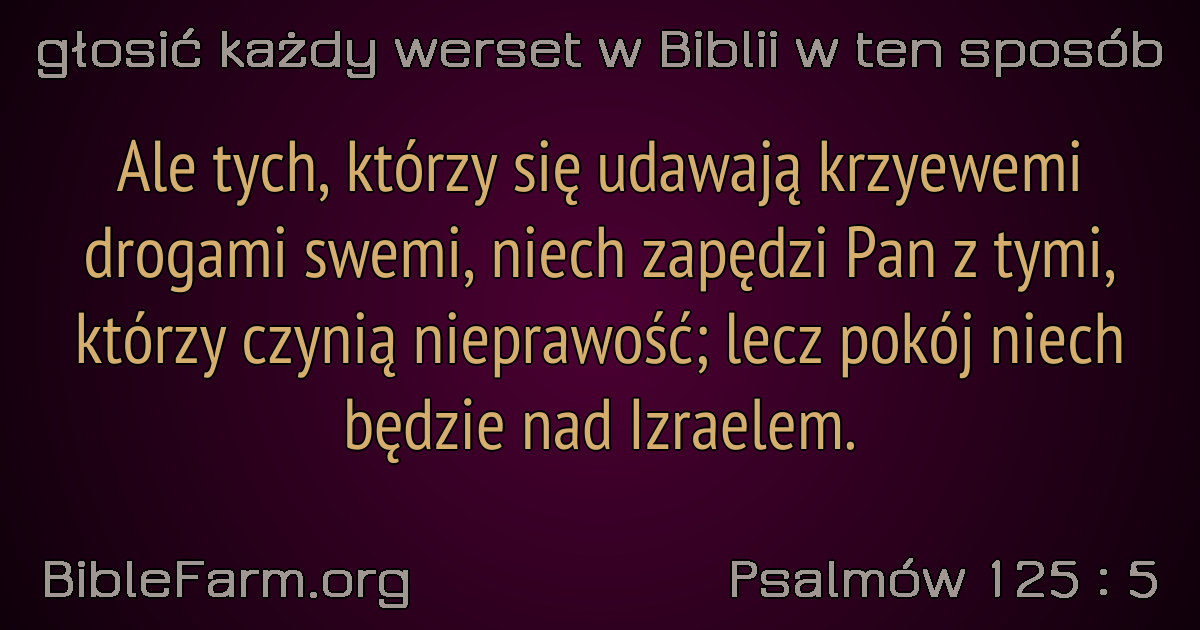 głosić każdy werset w Biblii w ten sposób
Ale tych, którzy się udawają krzyewemi
drogami swemi, niech zapędzi Pan z tymi,
którzy czynią nieprawość; lecz pokój niech
będzie nad Izraelem.
BibleFarm.org
Psalmów 125 : 5